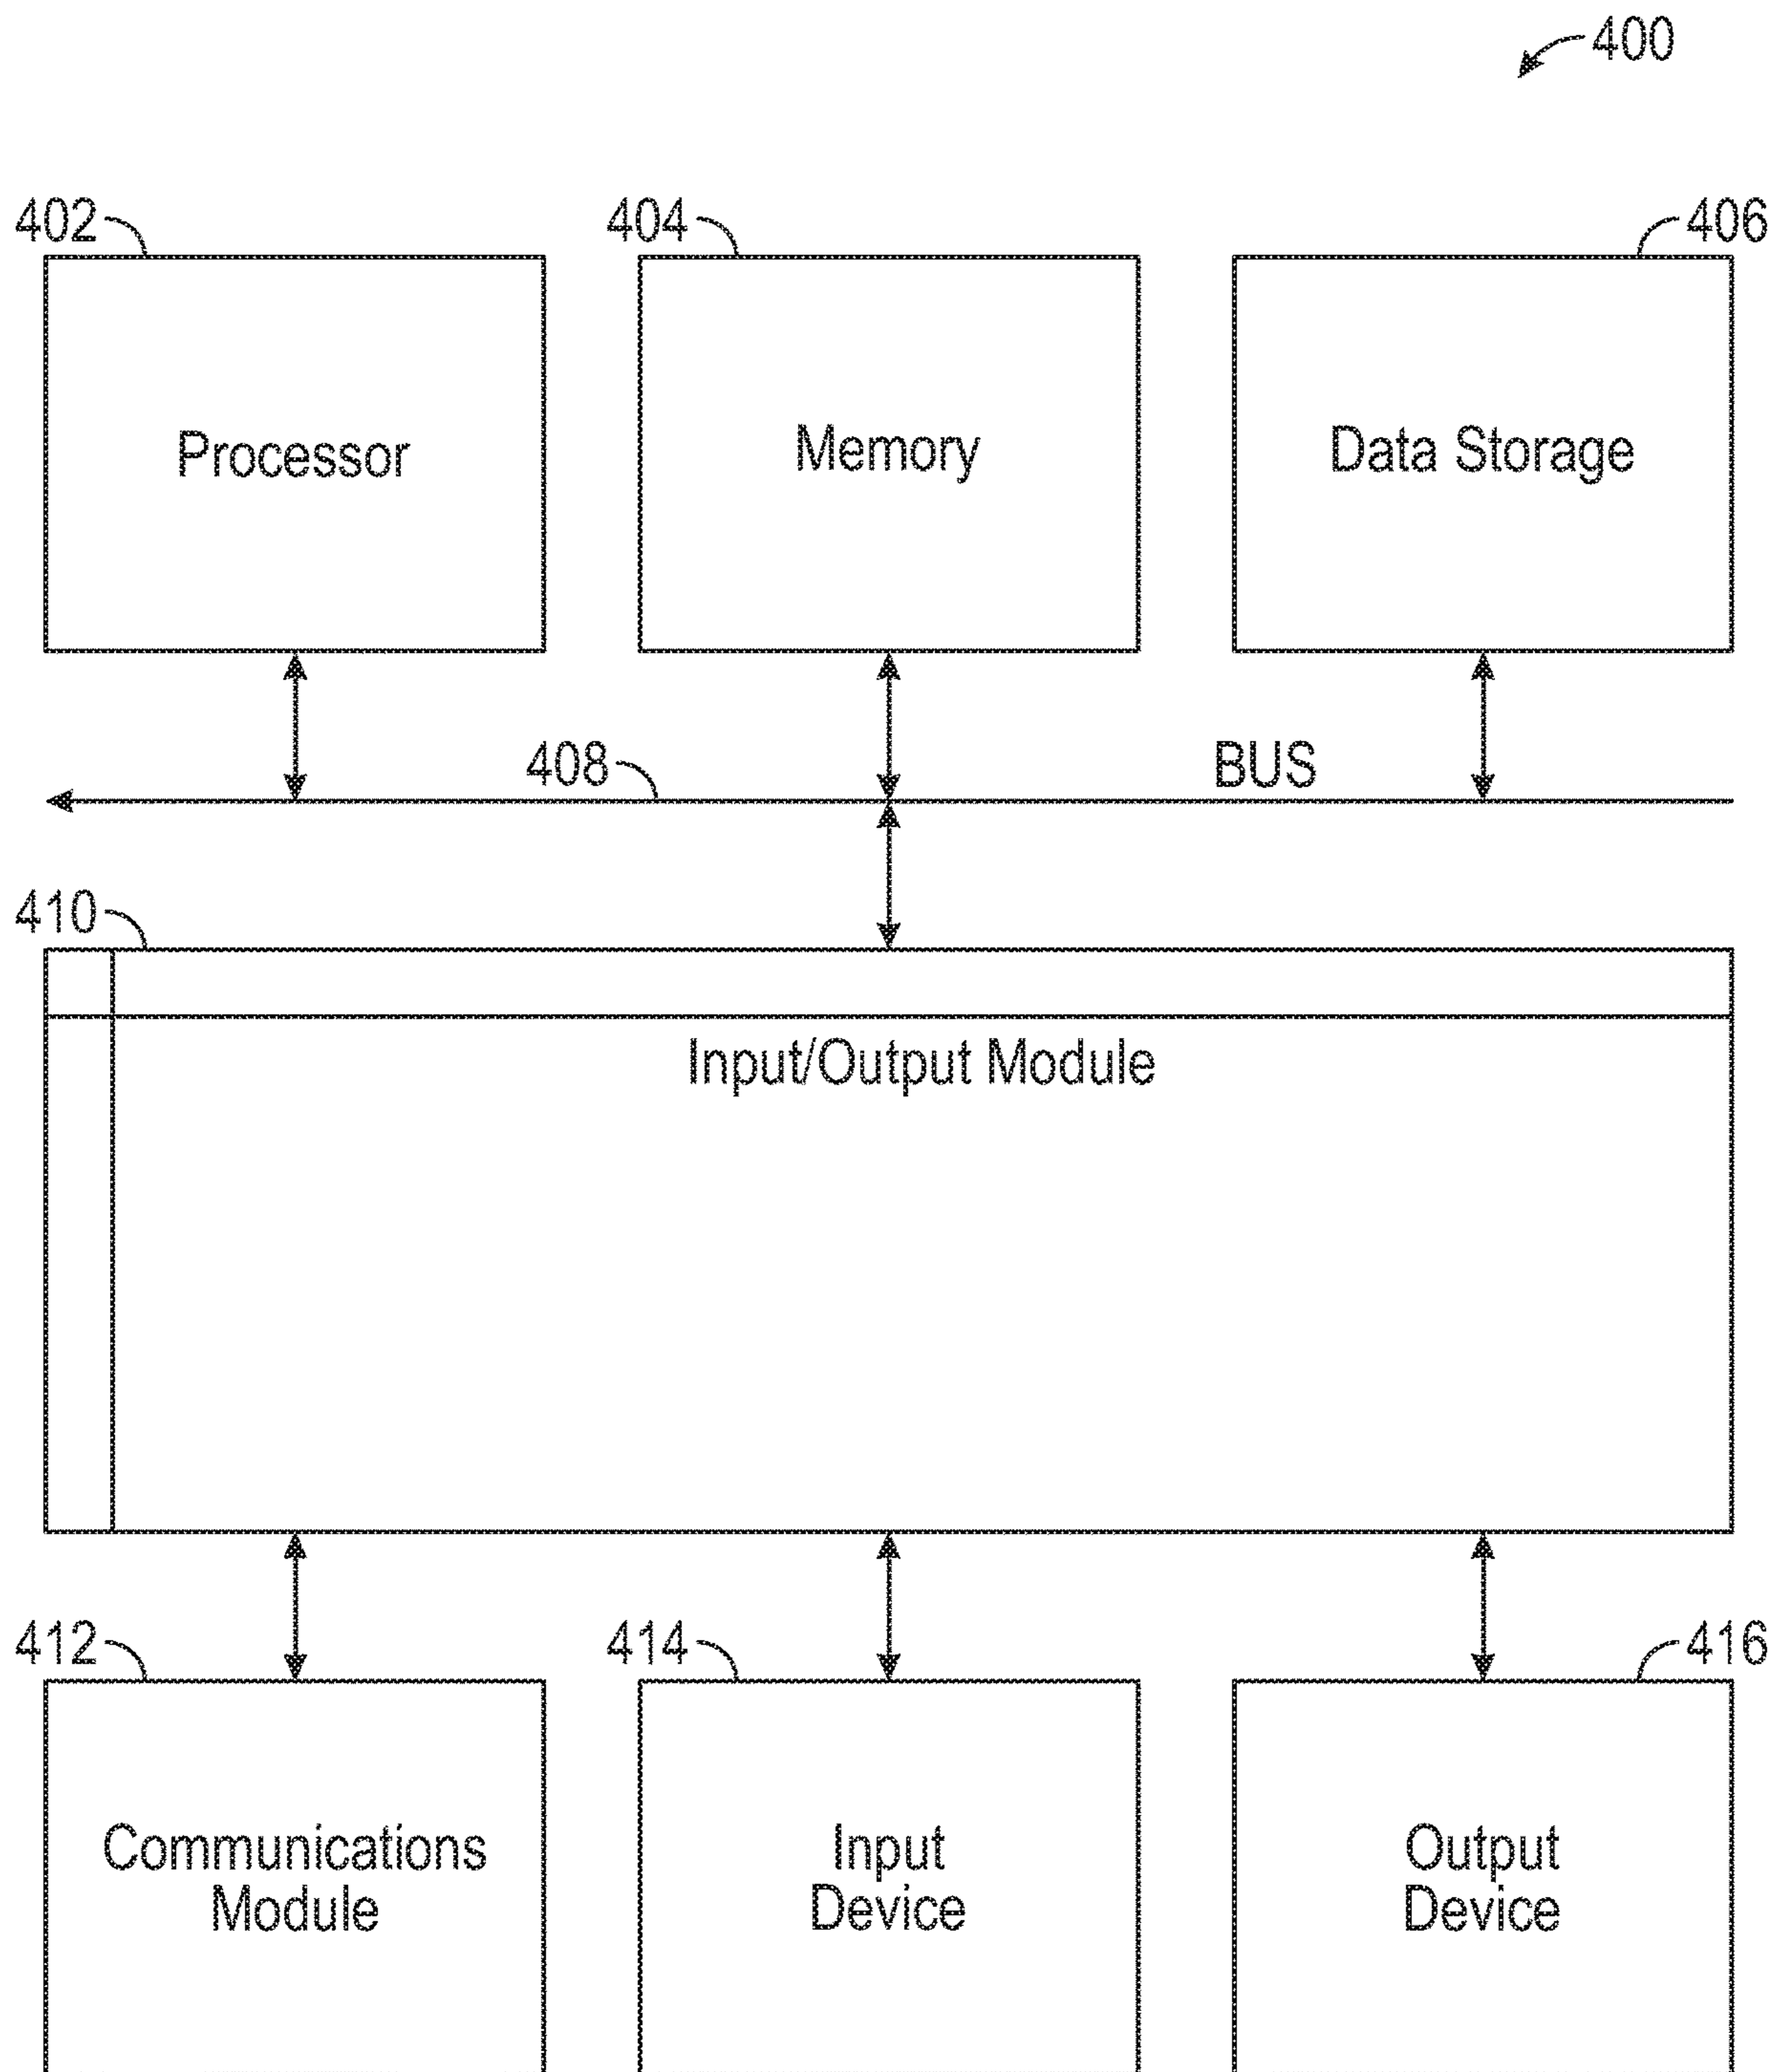 400
402
404
406
Processor
Memory
Data Storage
408
BUS
410
Input/Output Module
412
414
416
Communications
Module
Input
Device
Output
Device